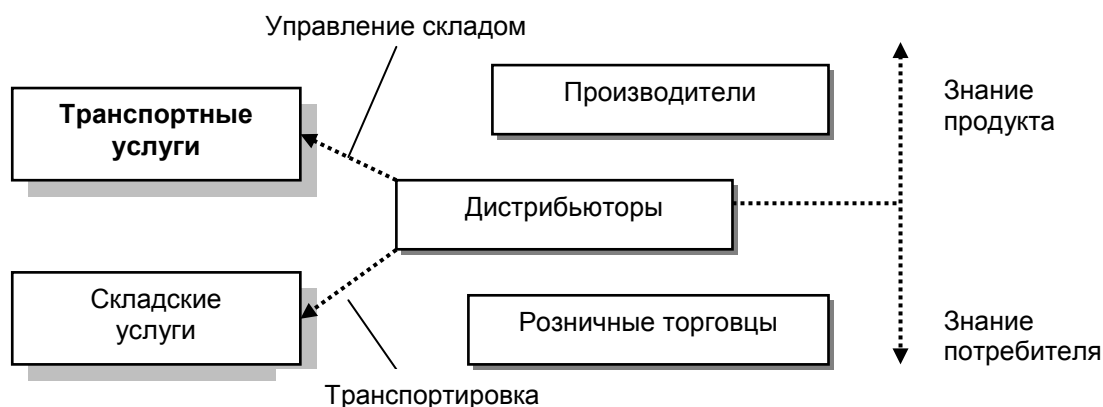 Управление складом
Транспортные
услуги
Производители
Знание
продукта
Дистрибьюторы
Складские
услуги
Розничные торговцы
Знание
потребителя
Транспортировка